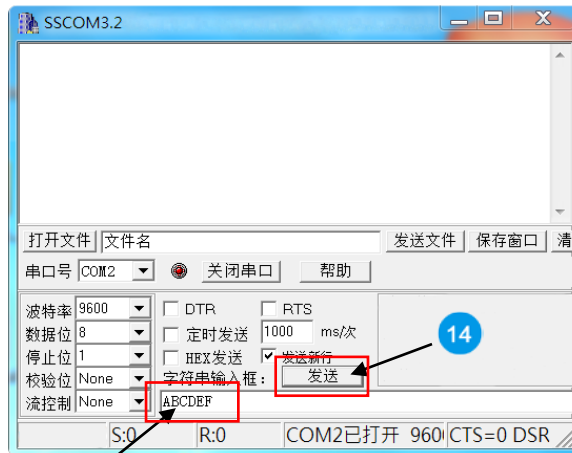 SSCOM3.2
打开文件 文件名 发送文件 保存窗口 清
串口号 COM2 关闭串口 帮助
波特率 9600 DTR RTS
数据位 8 定时发送 1000 ms/次
停止位 1 HEX发送 发送新行
校验位 None 字符串输入框: 发送
流控制 None ABCDEF
14
S:0 R:0 COM2已打开 960 CTS=0 DSR